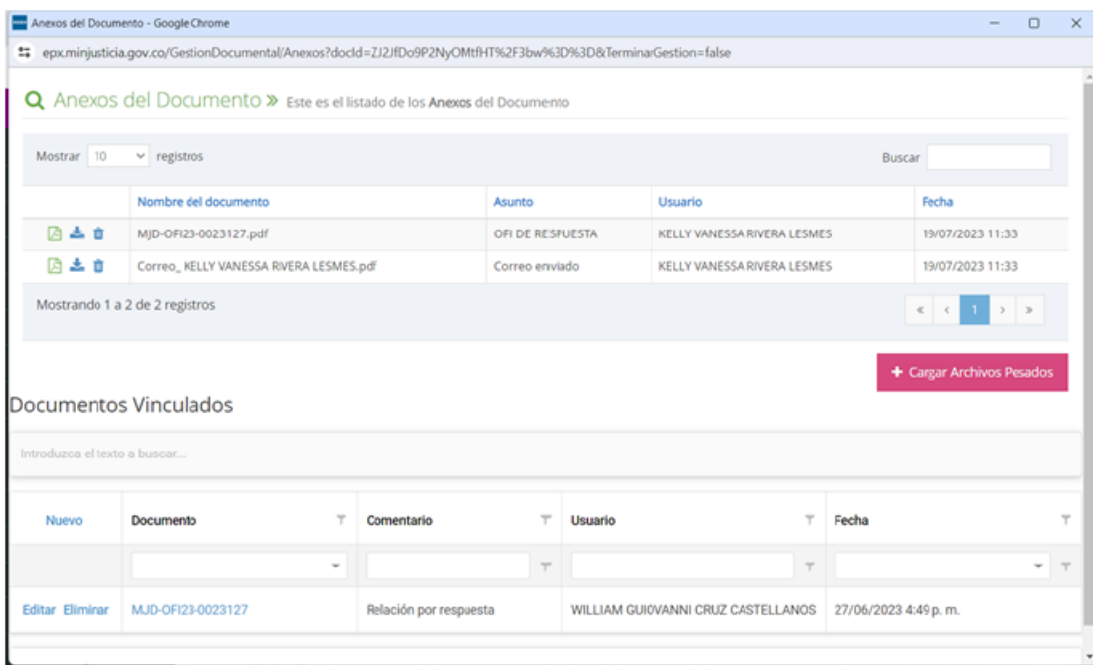 Anexos del Documento - Google Chrome
epx.minjusticia.gov.co/GestionDocumental/Anexos?docId=ZJ2JfDo9P2NyOMtfHT%2F3bw%3D%3D&TerminarGestion=false
Anexos del Documento » Este es el listado de los Anexos del Documento
Mostrar 10 registros Buscar
Nombre del documento Asunto Usuario Fecha
MJD-OFI23-0023127.pdf OFI DE RESPUESTA KELLY VANESSA RIVERA LESMES 19/07/2023 11:33
Correo_ KELLY VANESSA RIVERA LESMES.pdf Correo enviado KELLY VANESSA RIVERA LESMES 19/07/2023 11:33
Mostrando 1 a 2 de 2 registros « ‹ 1 › »
+ Cargar Archivos Pesados
Documentos Vinculados
Introduzca el texto a buscar...
Nuevo Documento Comentario Usuario Fecha
Editar Eliminar MJD-OFI23-0023127 Relación por respuesta WILLIAM GUIOVANNI CRUZ CASTELLANOS 27/06/2023 4:49 p. m.